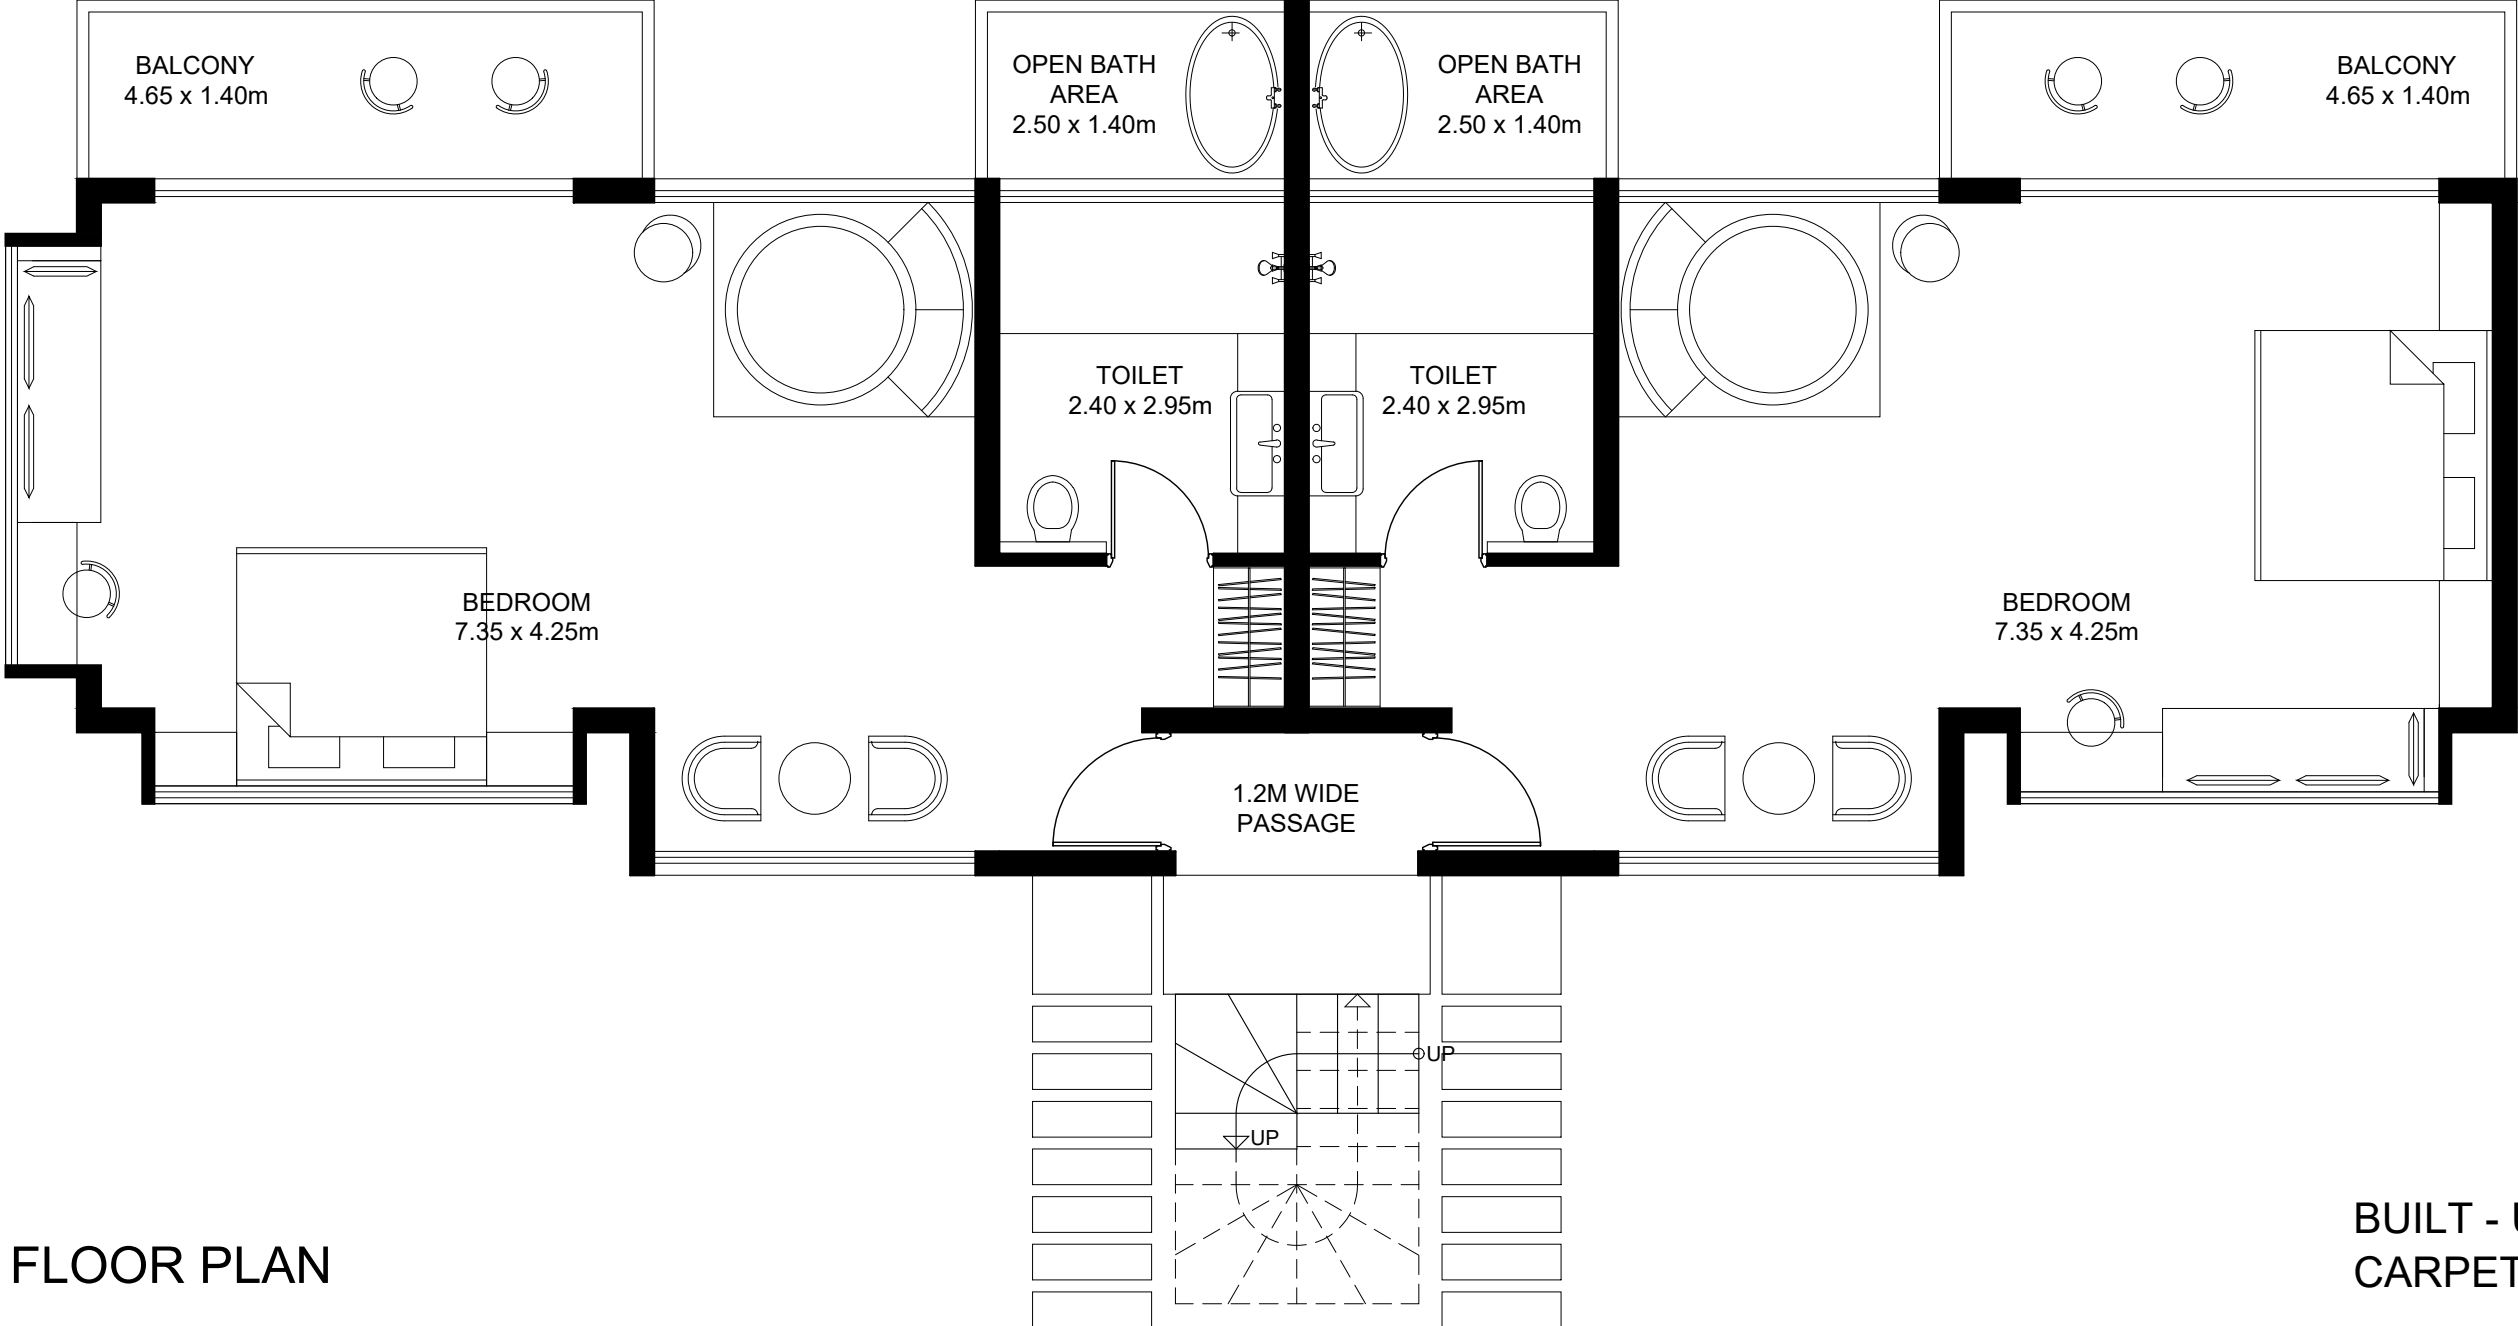 BALCONY
4.65 x 1.40m
OPEN BATH
AREA
2.50 x 1.40m
OPEN BATH
AREA
2.50 x 1.40m
BALCONY
4.65 x 1.40m
TOILET
2.40 x 2.95m
TOILET
2.40 x 2.95m
BEDROOM
7.35 x 4.25m
BEDROOM
7.35 x 4.25m
1.2M WIDE
PASSAGE
UP
UP
FLOOR PLAN
BUILT -
CARPET